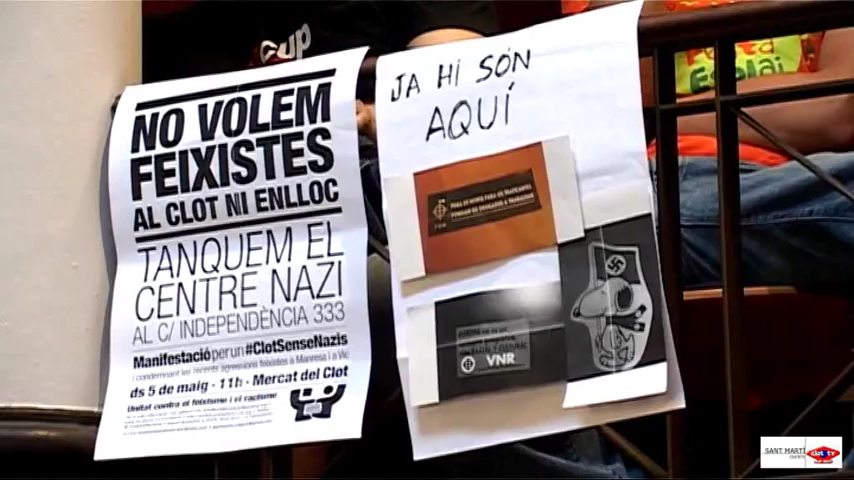 cup
NO VOLEM
FEIXISTES
AL CLOT NI ENLLOC
TANQUEM EL
CENTRE NAZI
AL C/ INDEPENDÈNCIA 333
Manifestació per un #ClotSenseNazis
i condemnant les recents agressions feixistes a Manresa i a Vic
ds 5 de maig - 11h - Mercat del Clot
Unitat contra el feixisme i el racisme
JA HI SÓN
AQUÍ
VNR
Esplai
SANT MARTÍ
clot tv